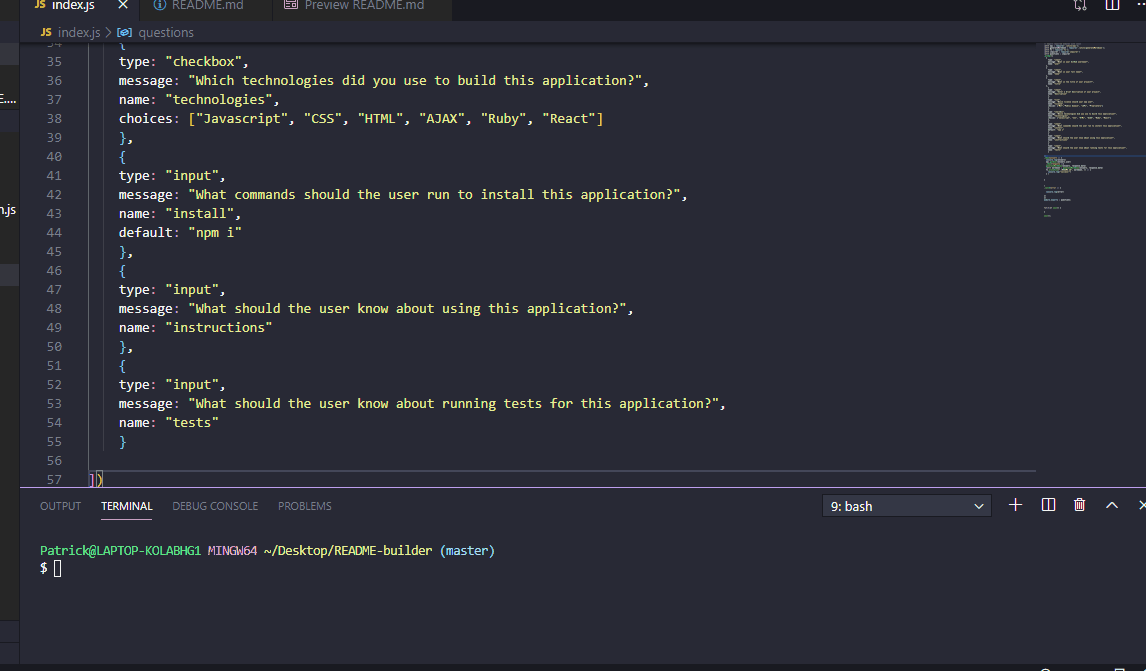 JS index.js ✕ README.md Preview README.md
JS index.js > questions
34 {
35 type: "checkbox",
36 message: "Which technologies did you use to build this application?",
37 name: "technologies",
38 choices: ["Javascript", "CSS", "HTML", "AJAX", "Ruby", "React"]
39 },
40 {
41 type: "input",
42 message: "What commands should the user run to install this application?",
43 name: "install",
44 default: "npm i"
45 },
46 {
47 type: "input",
48 message: "What should the user know about using this application?",
49 name: "instructions"
50 },
51 {
52 type: "input",
53 message: "What should the user know about running tests for this application?",
54 name: "tests"
55 }
56
57 ])
E....
n.js
OUTPUT TERMINAL DEBUG CONSOLE PROBLEMS 9: bash
Patrick@LAPTOP-KOLABHG1 MINGW64 ~/Desktop/README-builder (master)
$